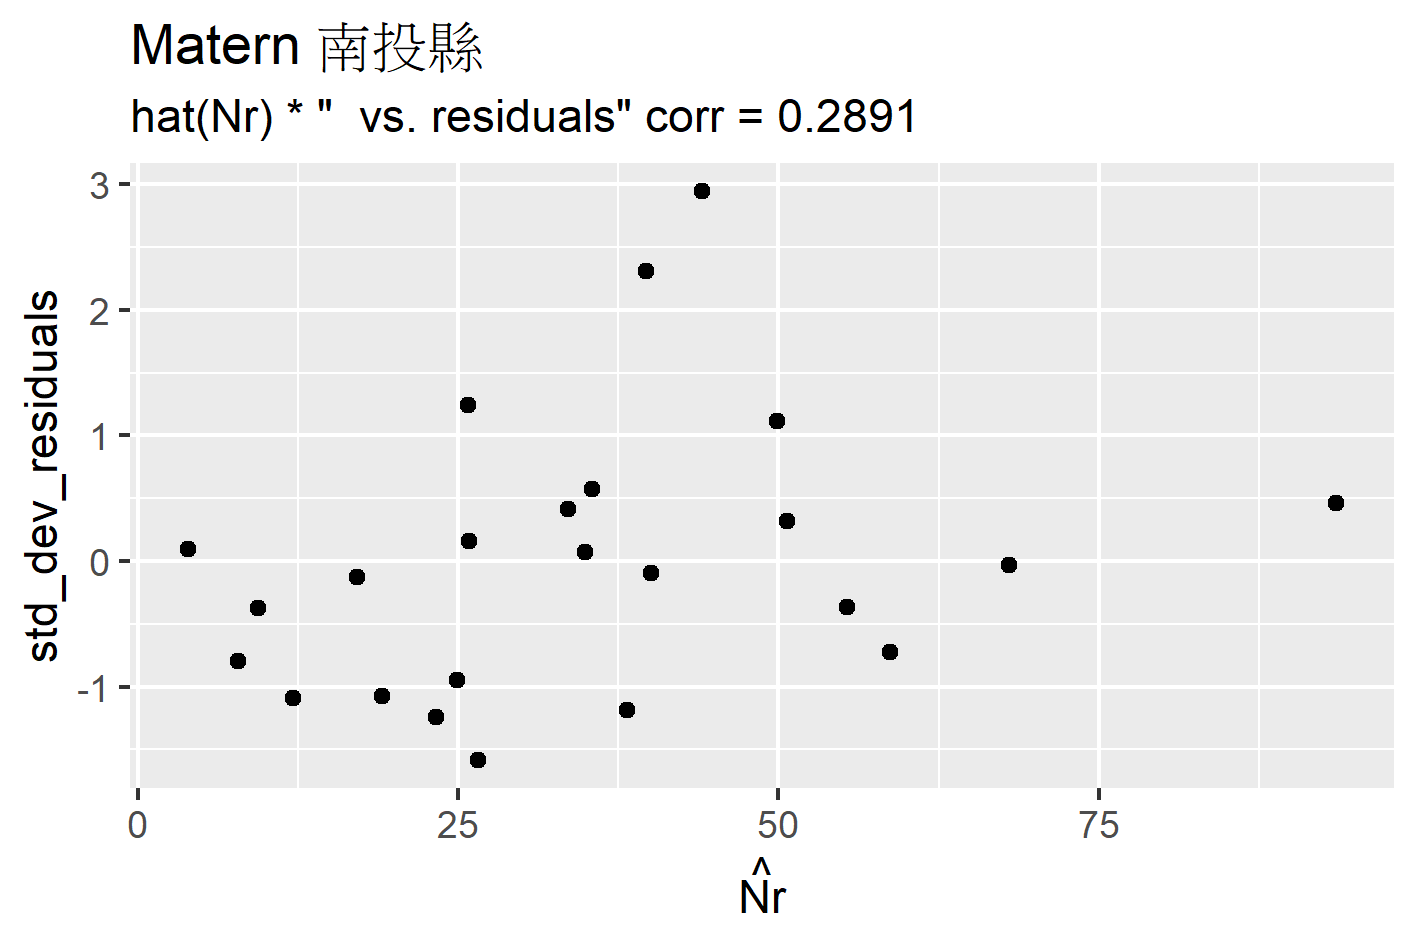 Matern 南投縣
hat(Nr) * "  vs. residuals" corr = 0.2891
std_dev_residuals
3
2
1
0
-1
0 25 50 75
N̂r